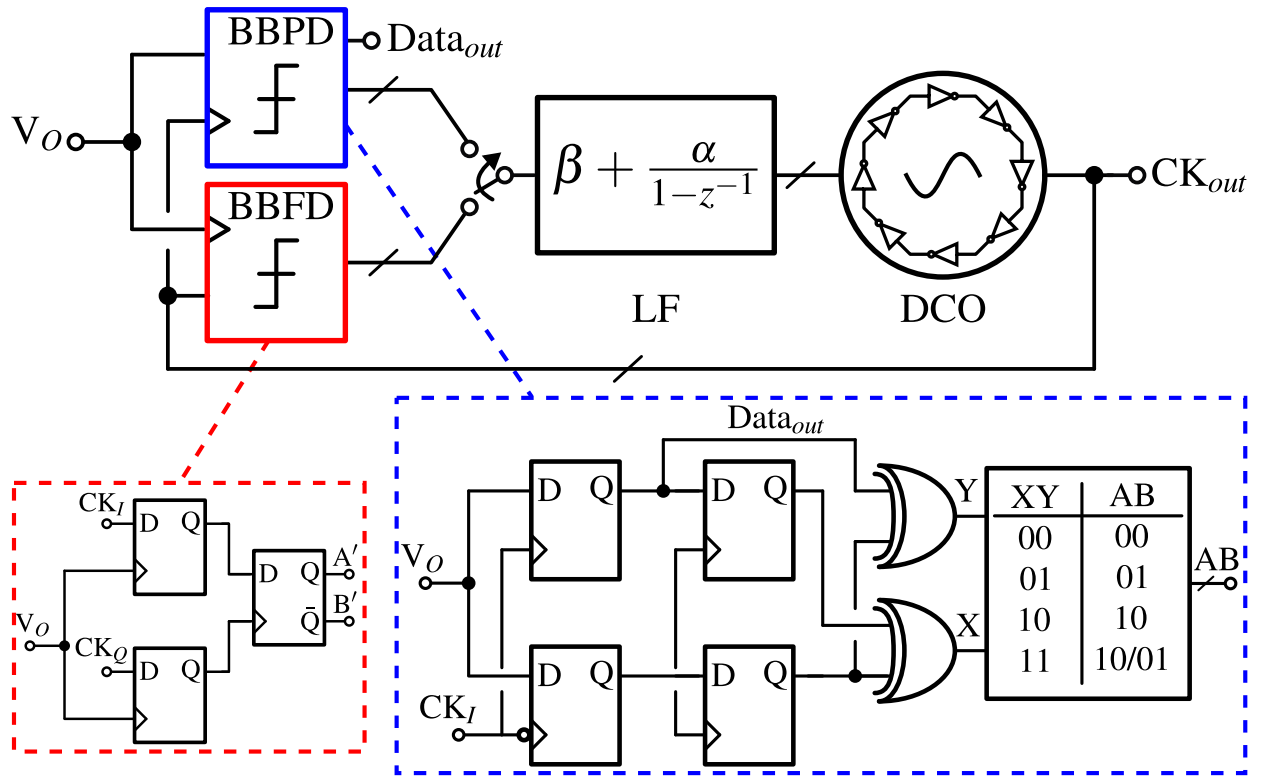 BBPD
Data_out
V_O
BBFD
β + α/(1−z⁻¹)
CK_out
LF
DCO
Data_out
CK_I
D Q
D Q
D Q
Y
XY AB
00 00
01 01
10 10
11 10/01
V_O
AB
A′
D Q
Q̄
B′
V_O
CK_Q
D Q
D Q
D Q
X
CK_I